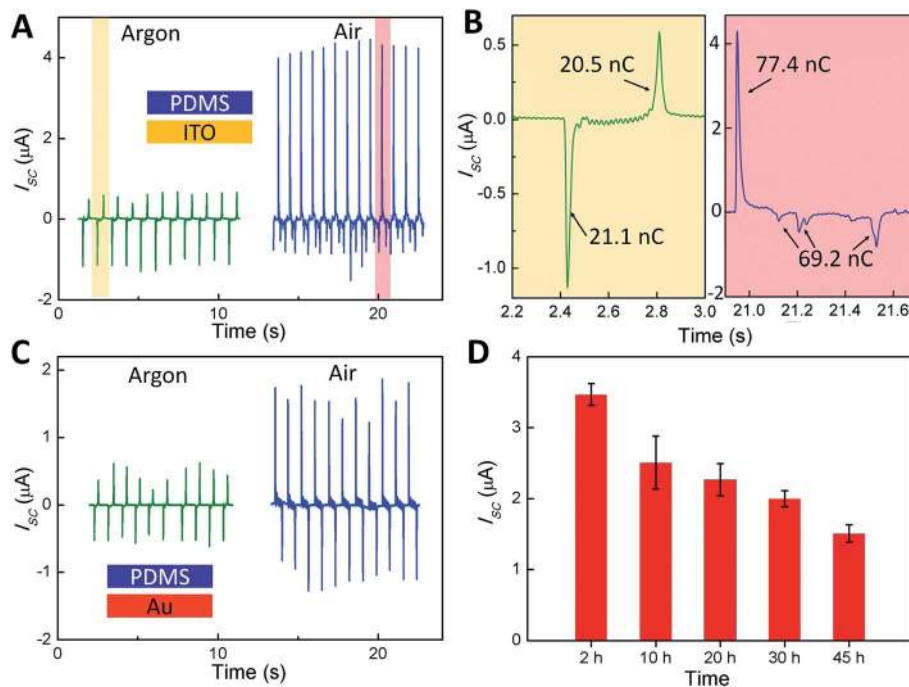 A
Argon
Air
PDMS
ITO
I_SC (μA)
4
2
0
-2
0
10
20
Time (s)
B
20.5 nC
21.1 nC
I_SC (μA)
0.5
0.0
-0.5
-1.0
2.2 2.4 2.6 2.8 3.0
77.4 nC
69.2 nC
4
2
0
-2
21.0 21.2 21.4 21.6
Time (s)
C
Argon
Air
PDMS
Au
I_SC (μA)
2
1
0
-1
-2
0
10
20
Time (s)
D
I_SC (μA)
4
3
2
1
0
2 h 10 h 20 h 30 h 45 h
Time